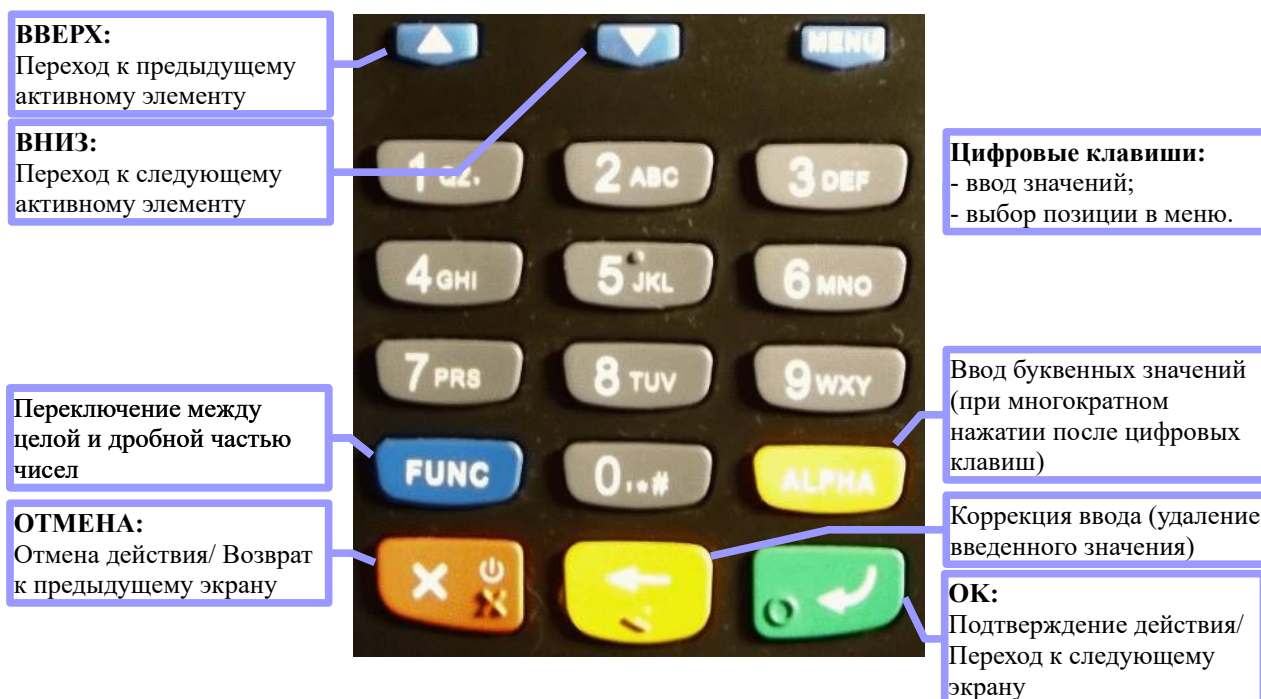 ВВЕРХ:
Переход к предыдущему
активному элементу
ВНИЗ:
Переход к следующему
активному элементу
Переключение между
целой и дробной частью
чисел
ОТМЕНА:
Отмена действия/ Возврат
к предыдущему экрану
MENU
1 QZ.
2 ABC
3 DEF
4 GHI
5 JKL
6 MNO
7 PRS
8 TUV
9 WXY
FUNC
0,*#
ALPHA
Цифровые клавиши:
- ввод значений;
- выбор позиции в меню.
Ввод буквенных значений
(при многократном
нажатии после цифровых
клавиш)
Коррекция ввода (удаление
введенного значения)
ОК:
Подтверждение действия/
Переход к следующему
экрану